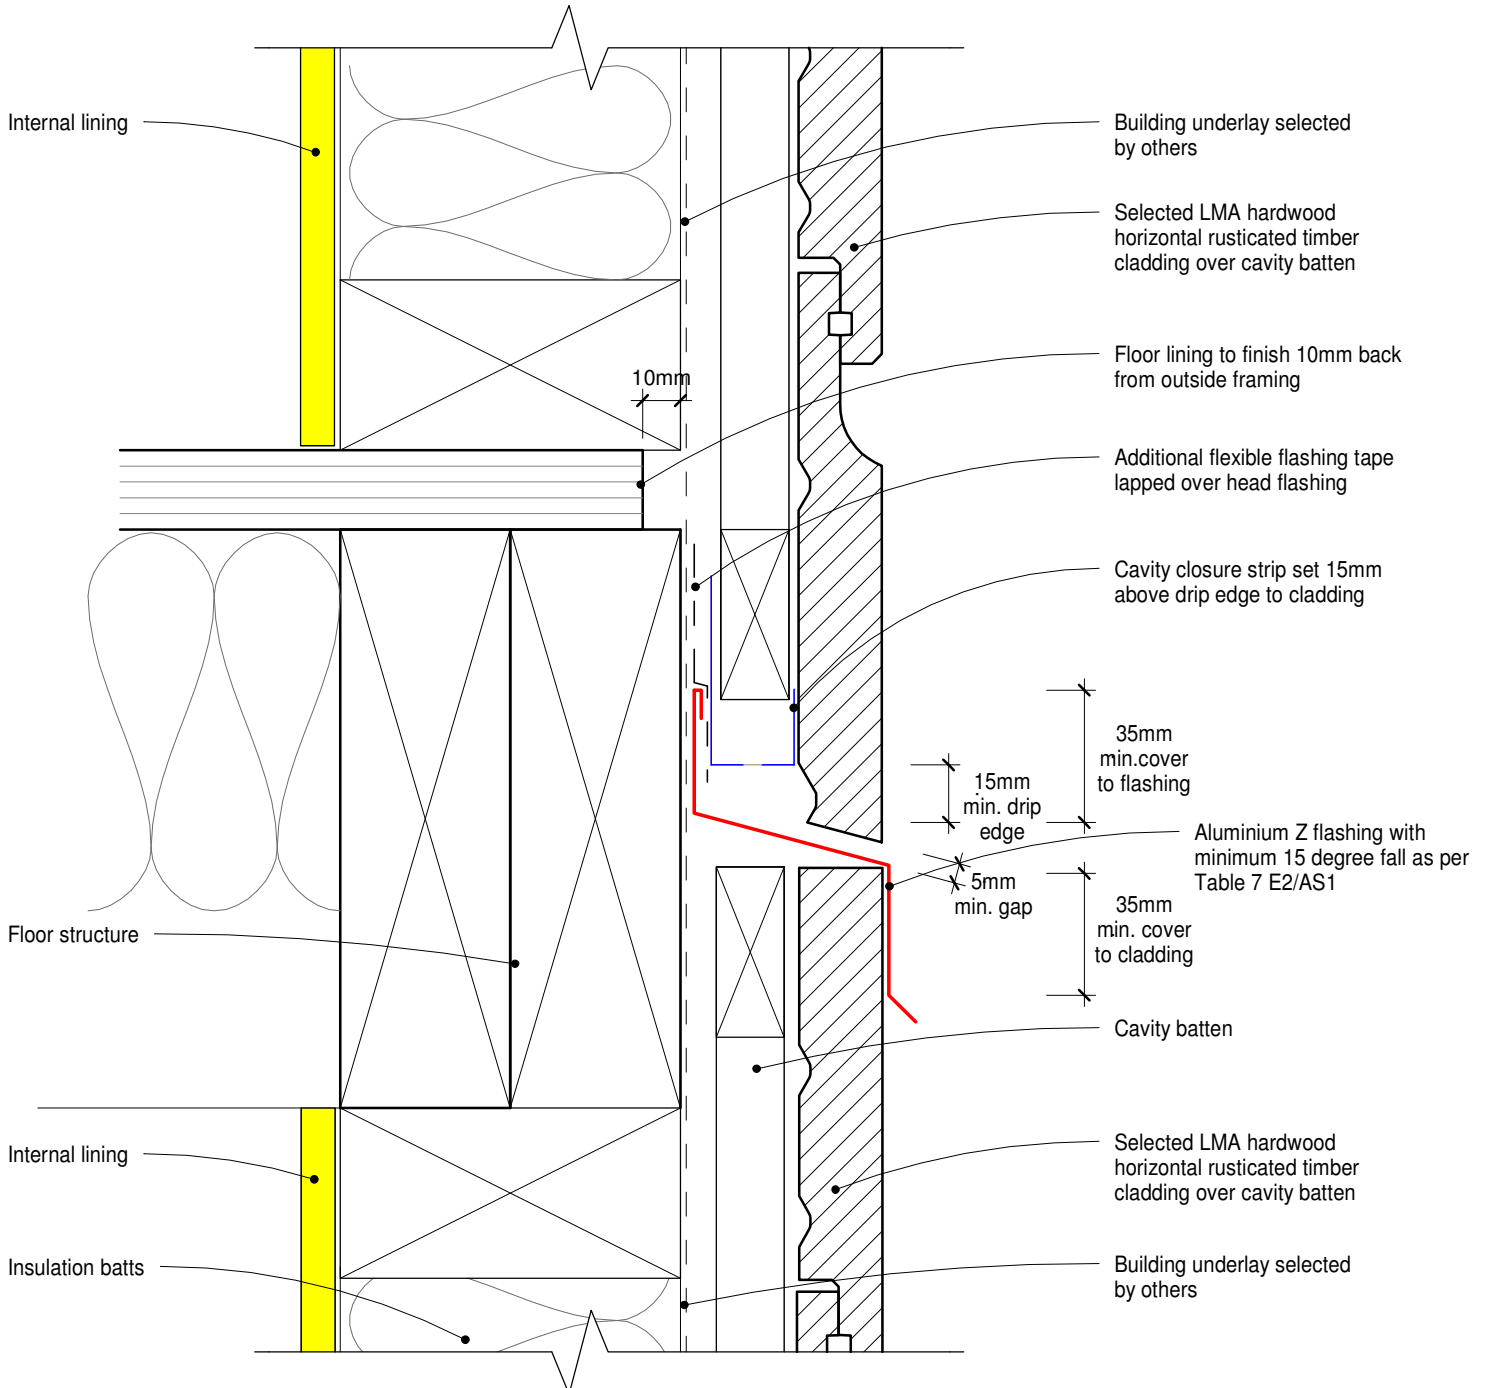 Internal lining
Building underlay selected
by others
Selected LMA hardwood
horizontal rusticated timber
cladding over cavity batten
10mm
Floor lining to finish 10mm back
from outside framing
Additional flexible flashing tape
lapped over head flashing
Cavity closure strip set 15mm
above drip edge to cladding
35mm
min.cover
to flashing
15mm
min. drip
edge
Aluminium Z flashing with
minimum 15 degree fall as per
Table 7 E2/AS1
5mm
min. gap
35mm
min. cover
to cladding
Floor structure
Cavity batten
Internal lining
Selected LMA hardwood
horizontal rusticated timber
cladding over cavity batten
Insulation batts
Building underlay selected
by others